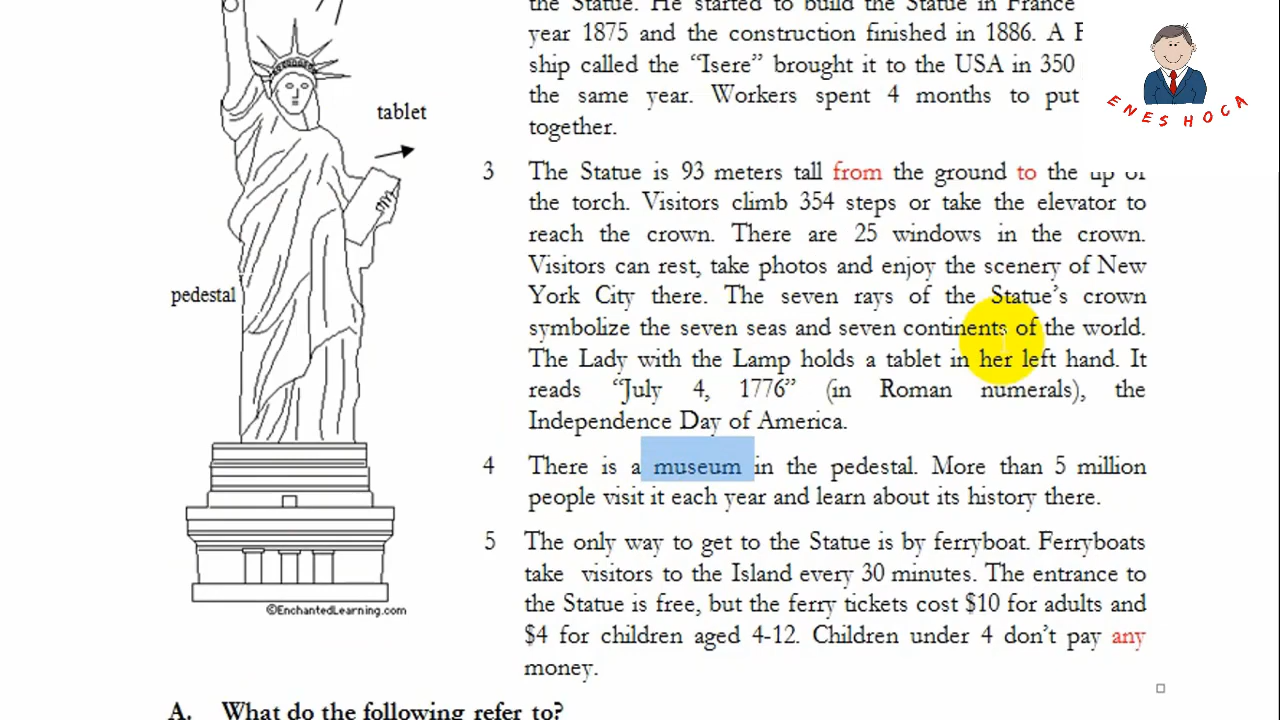 the Statue. He started to build the Statue in France
year 1875 and the construction finished in 1886. A F
ship called the “Isere” brought it to the USA in 350
the same year. Workers spent 4 months to put
together.
ENES HOCA
tablet
pedestal
3 The Statue is 93 meters tall from the ground to the tip of
the torch. Visitors climb 354 steps or take the elevator to
reach the crown. There are 25 windows in the crown.
Visitors can rest, take photos and enjoy the scenery of New
York City there. The seven rays of the Statue’s crown
symbolize the seven seas and seven continents of the world.
The Lady with the Lamp holds a tablet in her left hand. It
reads “July 4, 1776” (in Roman numerals), the
Independence Day of America.
4 There is a museum in the pedestal. More than 5 million
people visit it each year and learn about its history there.
5 The only way to get to the Statue is by ferryboat. Ferryboats
take visitors to the Island every 30 minutes. The entrance to
the Statue is free, but the ferry tickets cost $10 for adults and
$4 for children aged 4-12. Children under 4 don’t pay any
money.
©EnchantedLearning.com
A. What do the following refer to?